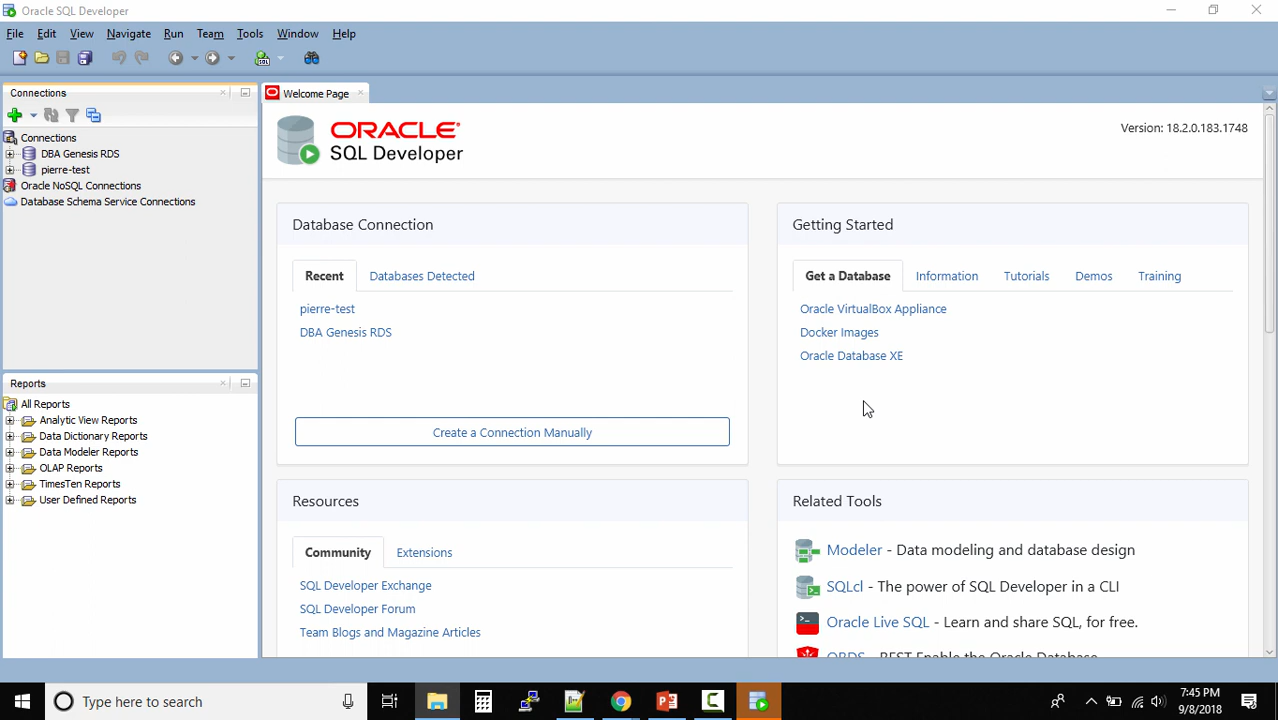 Oracle SQL Developer
File Edit View Navigate Run Team Tools Window Help
Connections
Connections
DBA Genesis RDS
pierre-test
Oracle NoSQL Connections
Database Schema Service Connections
Reports
All Reports
Analytic View Reports
Data Dictionary Reports
Data Modeler Reports
OLAP Reports
TimesTen Reports
User Defined Reports
Welcome Page
ORACLE
SQL Developer
Version: 18.2.0.183.1748
Database Connection
Recent Databases Detected
pierre-test
DBA Genesis RDS
Create a Connection Manually
Getting Started
Get a Database Information Tutorials Demos Training
Oracle VirtualBox Appliance
Docker Images
Oracle Database XE
Resources
Community Extensions
SQL Developer Exchange
SQL Developer Forum
Team Blogs and Magazine Articles
Related Tools
Modeler - Data modeling and database design
SQLcl - The power of SQL Developer in a CLI
Oracle Live SQL - Learn and share SQL, for free.
ORDS - REST Enable the Oracle Database
Type here to search
7:45 PM
9/8/2018